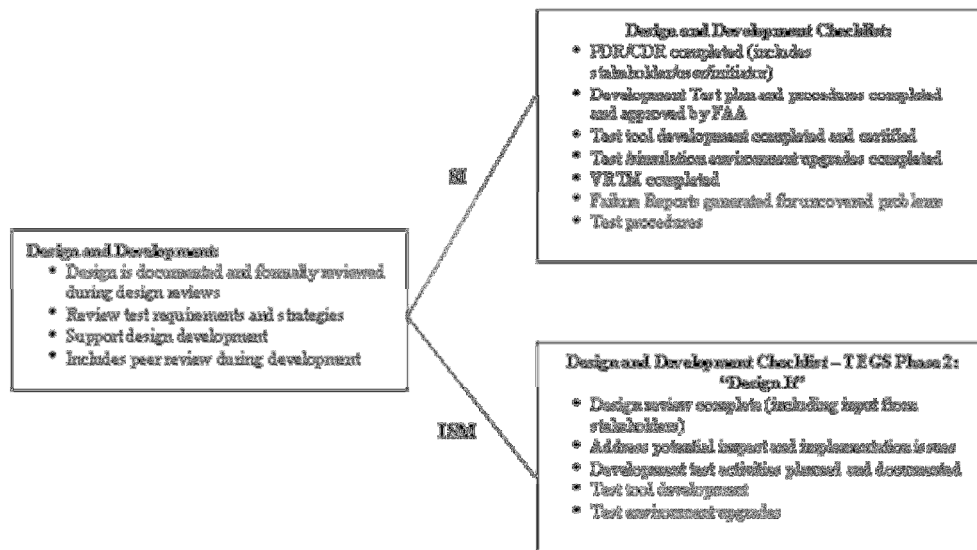 Design and Development Checklist:
* PDR/CDR completed (includes
stakeholder/user/initiator)
* Development Test plan and procedures completed
and approved by FAA
* Test tool development completed and certified
* Test /simulation environment upgrades completed
* VRTM completed
* Failure Reports generated for uncovered problems
* Test procedures
Design and Development:
* Design is documented and formally reviewed
during design reviews
* Review test requirements and strategies
* Support design development
* Includes peer review during development
ISM
Design and Development Checklist – TEGS Phase 2:
“Design It”
* Design review complete (including input from
stakeholders)
* Address potential impact and implementation issues
* Development test activities planned and documented
* Test tool development
* Test environment upgrades